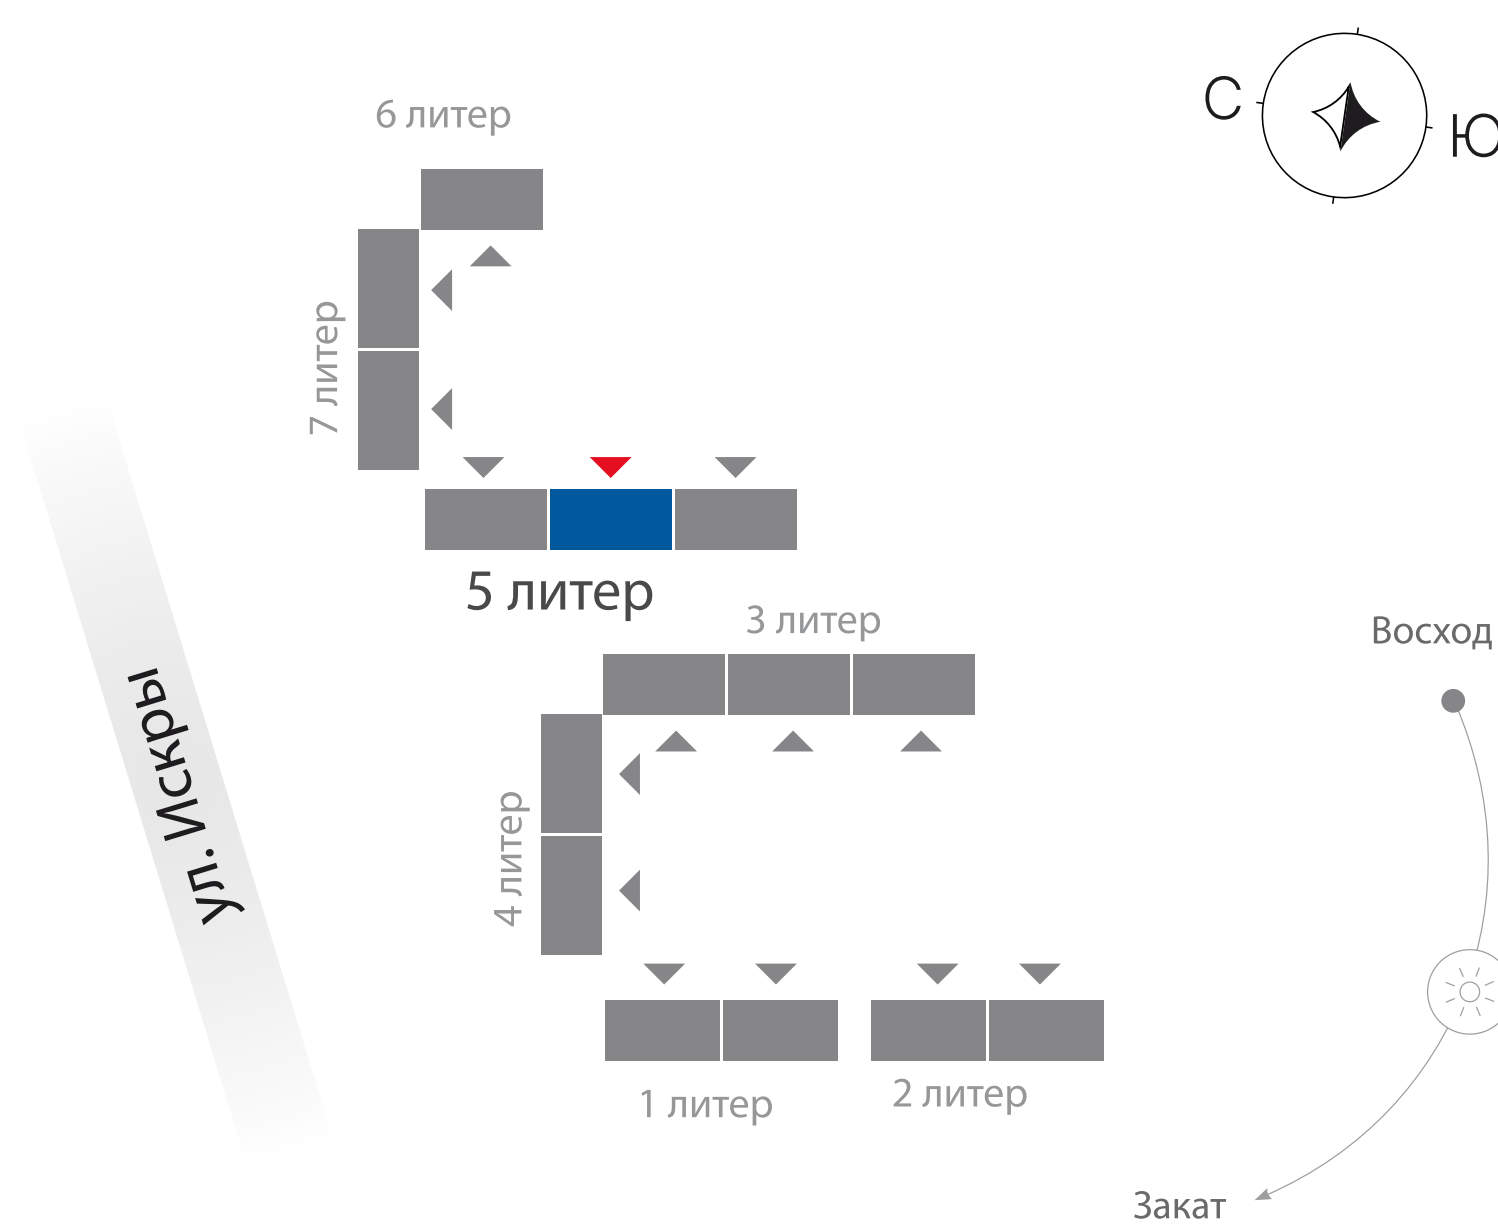 С
Ю
6 литер
7 литер
5 литер
3 литер
Восход
ул. Искры
4 литер
1 литер
2 литер
Закат